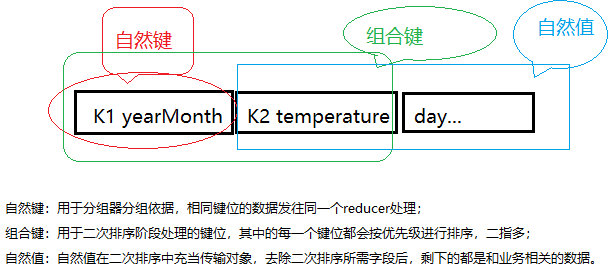 自然键
组合键
自然值
K1 yearMonth
K2 temperature
day...
自然键：用于分组器分组依据，相同键位的数据发往同一个reducer处理；
组合键：用于二次排序阶段处理的键位，其中的每一个键位都会按优先级进行排序，二指多；
自然值：自然值在二次排序中充当传输对象，去除二次排序所需字段后，剩下的都是和业务相关的数据。